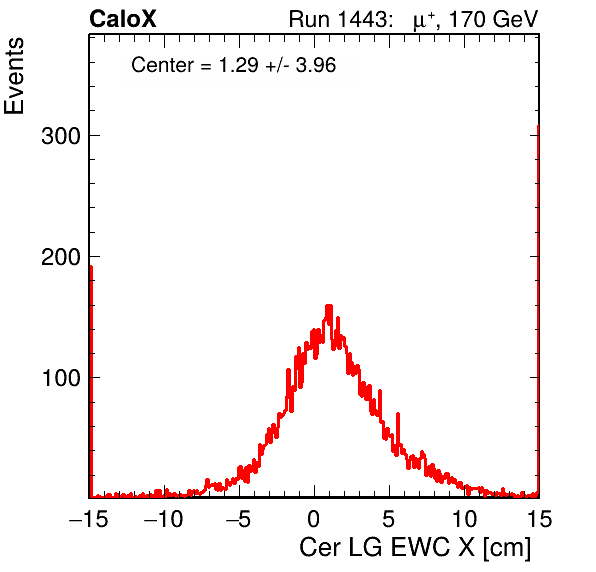 CaloX Run 1443: μ⁺, 170 GeV
Center = 1.29 +/- 3.96
Events
300
200
100
−15 −10 −5 0 5 10 15
Cer LG EWC X [cm]